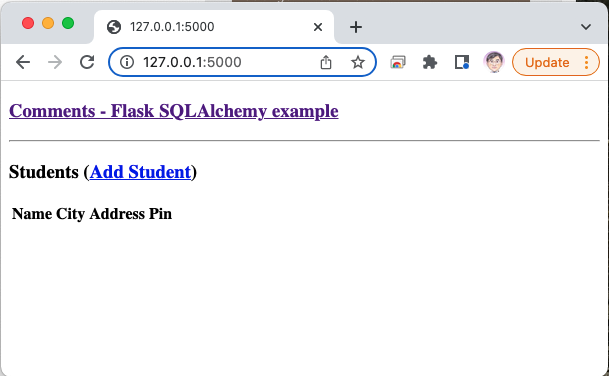 127.0.0.1:5000
127.0.0.1:5000
Update
Comments - Flask SQLAlchemy example
Students (Add Student)
Name City Address Pin